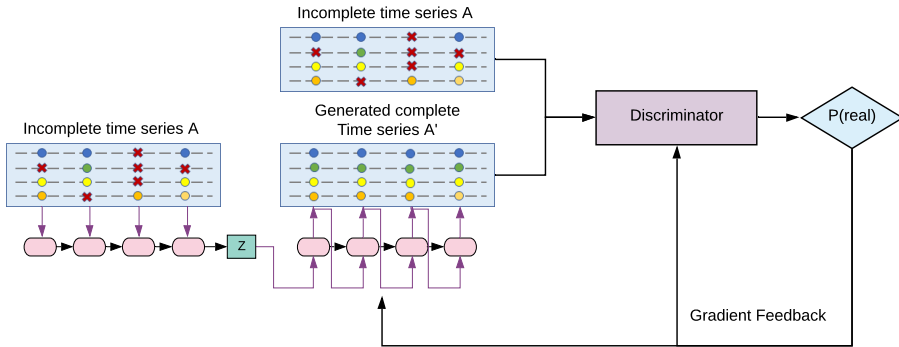 Incomplete time series A
Generated complete
Time series A'
Incomplete time series A
Discriminator
P(real)
Z
Gradient Feedback